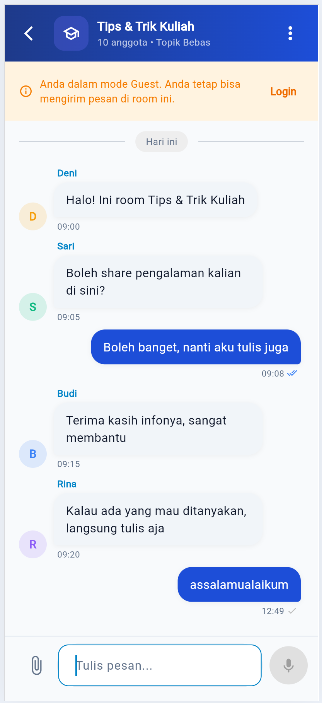 Tips & Trik Kuliah
10 anggota • Topik Bebas
Anda dalam mode Guest. Anda tetap bisa
mengirim pesan di room ini.
Login
Hari ini
Deni
Halo! Ini room Tips & Trik Kuliah
D
09:00
Sari
Boleh share pengalaman kalian
di sini?
S
09:05
Boleh banget, nanti aku tulis juga
09:08
Budi
Terima kasih infonya, sangat
membantu
B
09:15
Rina
Kalau ada yang mau ditanyakan,
langsung tulis aja
R
09:20
assalamualaikum
12:49
Tulis pesan...